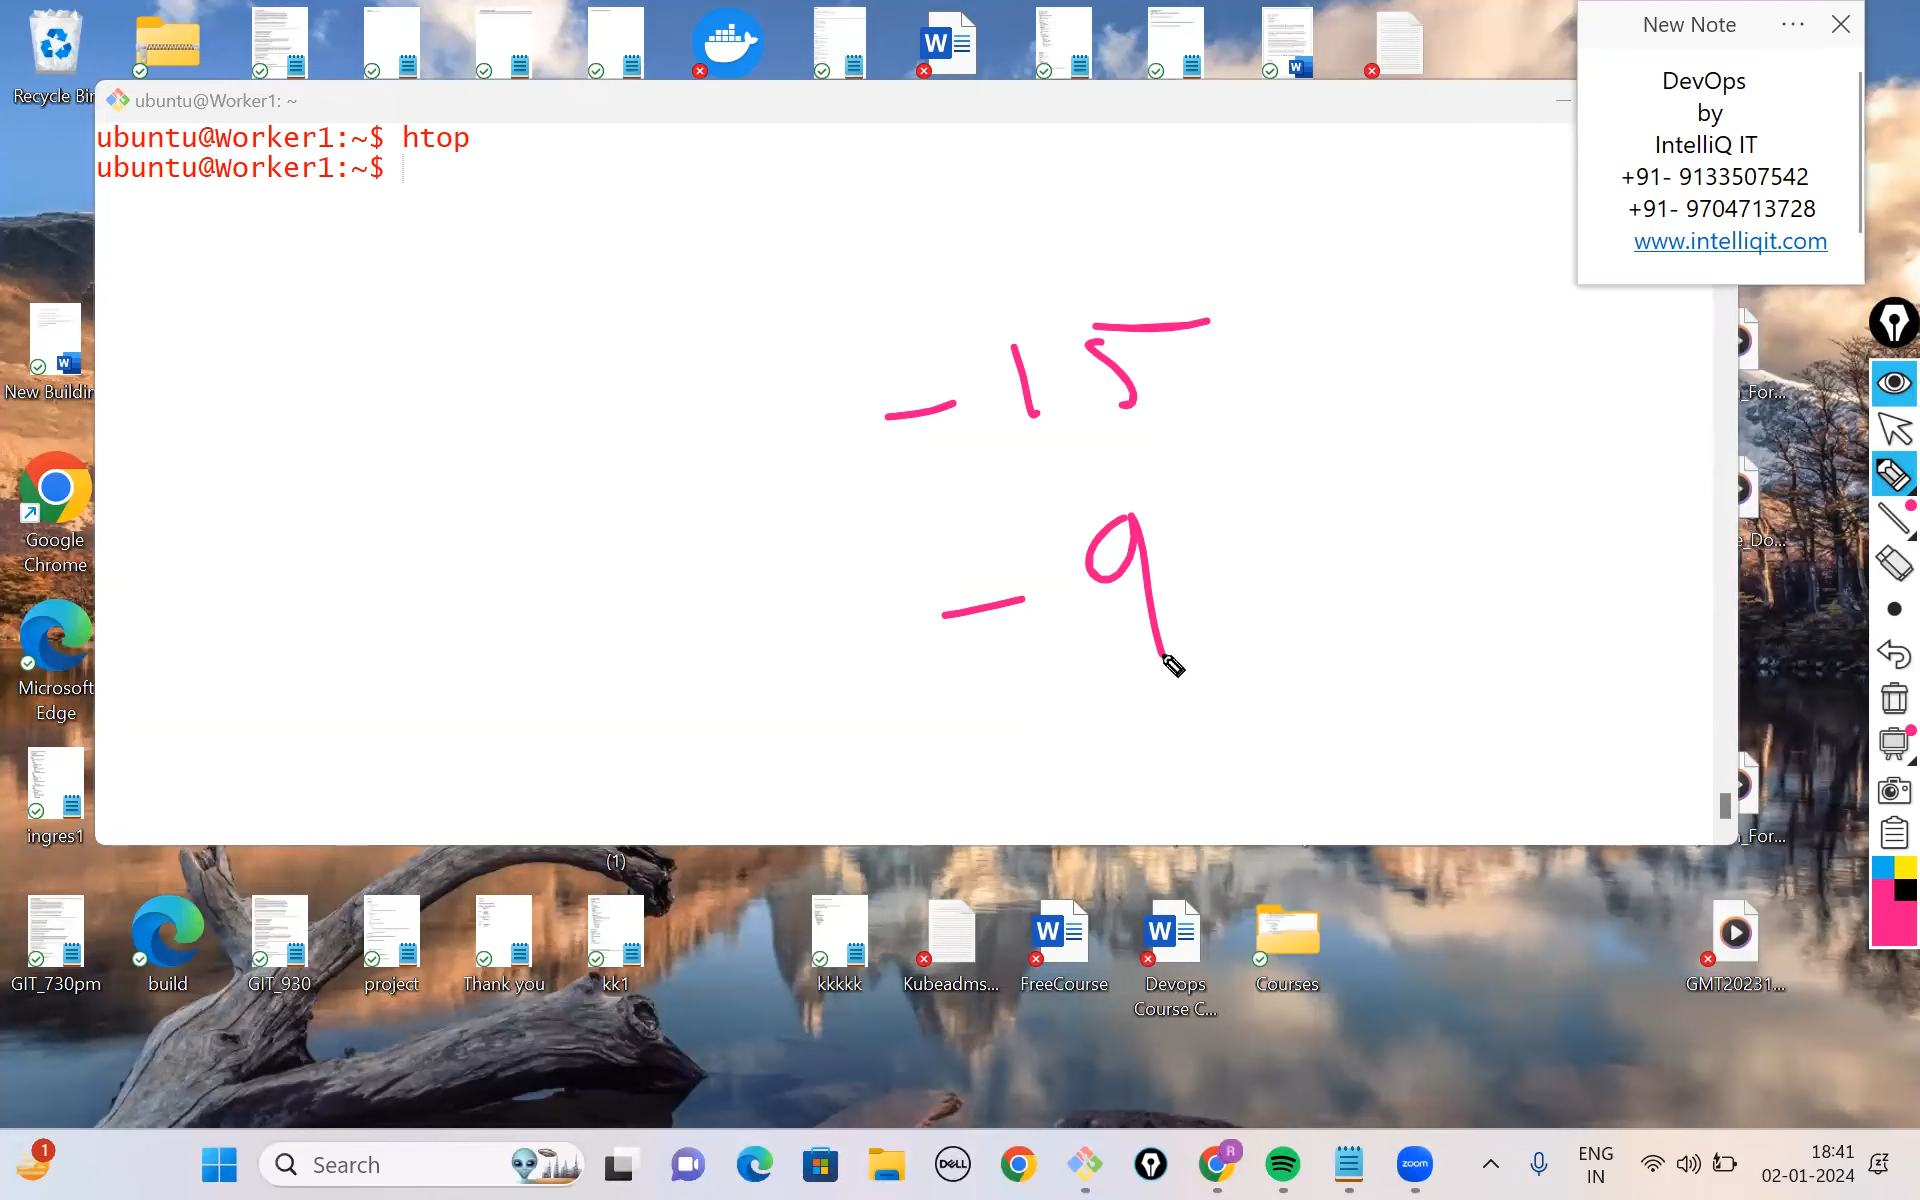 Recycle Bin
ubuntu@Worker1: ~
ubuntu@Worker1:~$ htop
ubuntu@Worker1:~$
New Note
DevOps
by
IntelliQ IT
+91- 9133507542
+91- 9704713728
www.intelliqit.com
-15
-9
New Buildin
Google
Chrome
Microsoft
Edge
ingres1
_For...
_Do...
_For...
(1)
GIT_730pm
build
GIT_930
project
Thank you
kk1
kkkkk
Kubeadms...
FreeCourse
Devops
Course C...
Courses
GMT20231...
1
Search
DELL
R
zoom
ENG
IN
18:41
02-01-2024